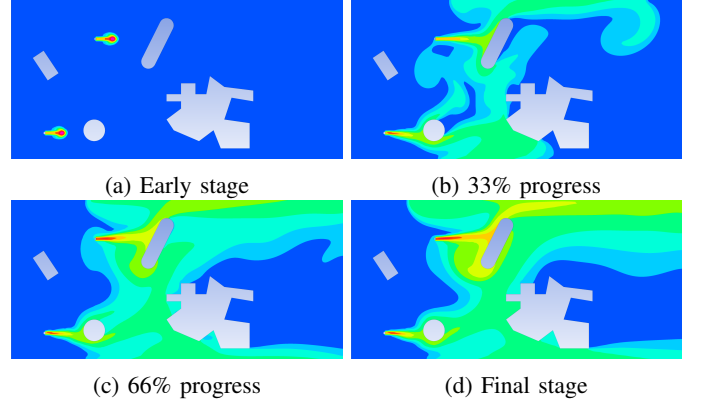 (a) Early stage
(b) 33% progress
(c) 66% progress
(d) Final stage